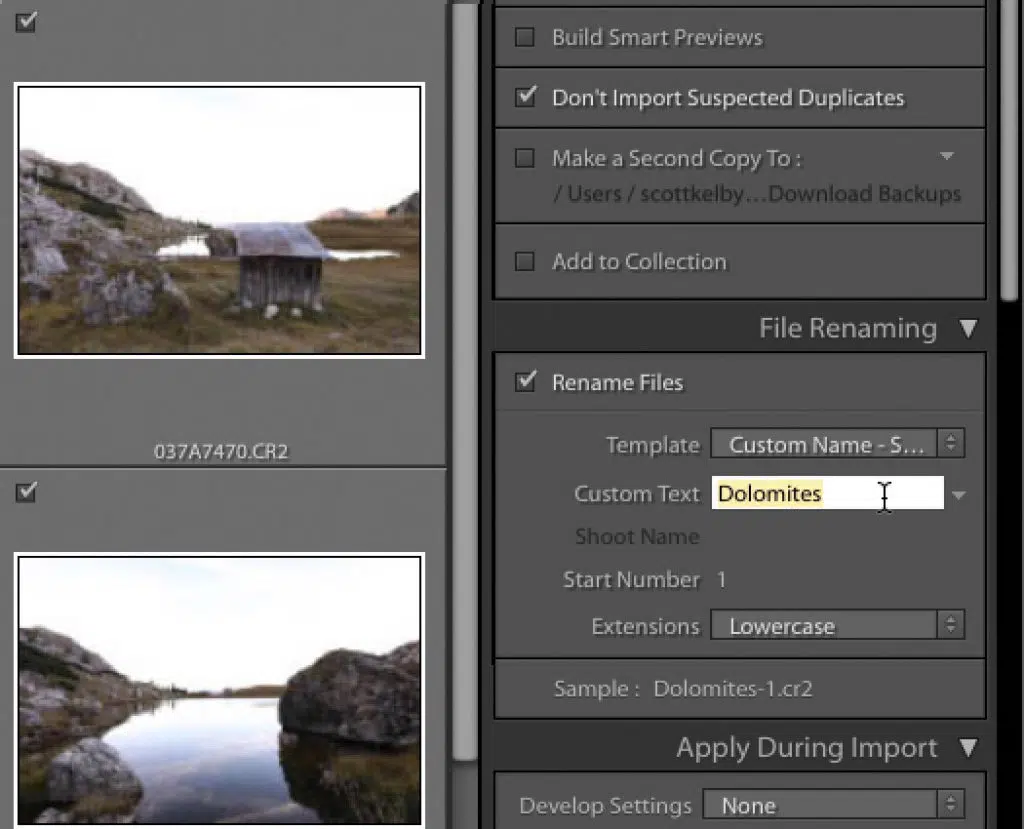 Build Smart Previews
Don't Import Suspected Duplicates
Make a Second Copy To :
/ Users / scottkelby...Download Backups
Add to Collection
File Renaming
Rename Files
037A7470.CR2
Template Custom Name - S...
Custom Text Dolomites
Shoot Name
Start Number 1
Extensions Lowercase
Sample : Dolomites-1.cr2
Apply During Import
Develop Settings None